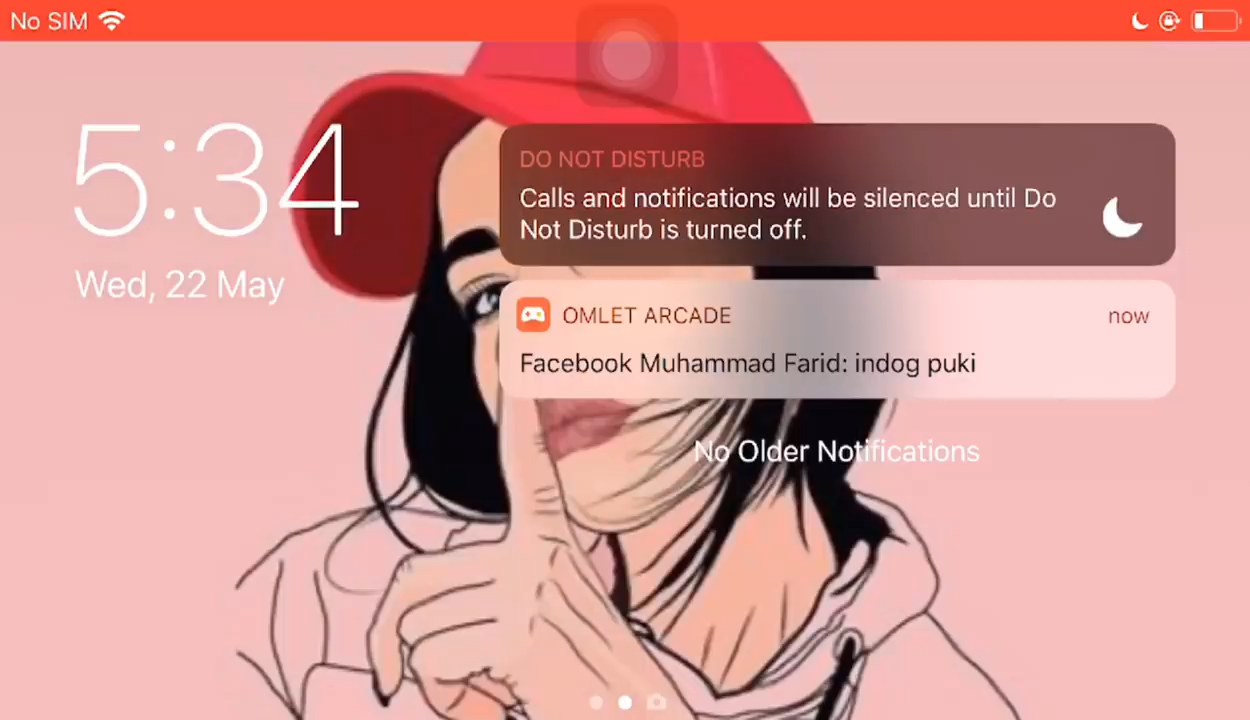 No SIM
5:34
Wed, 22 May
DO NOT DISTURB
Calls and notifications will be silenced until Do
Not Disturb is turned off.
OMLET ARCADE now
Facebook Muhammad Farid: indog puki
No Older Notifications